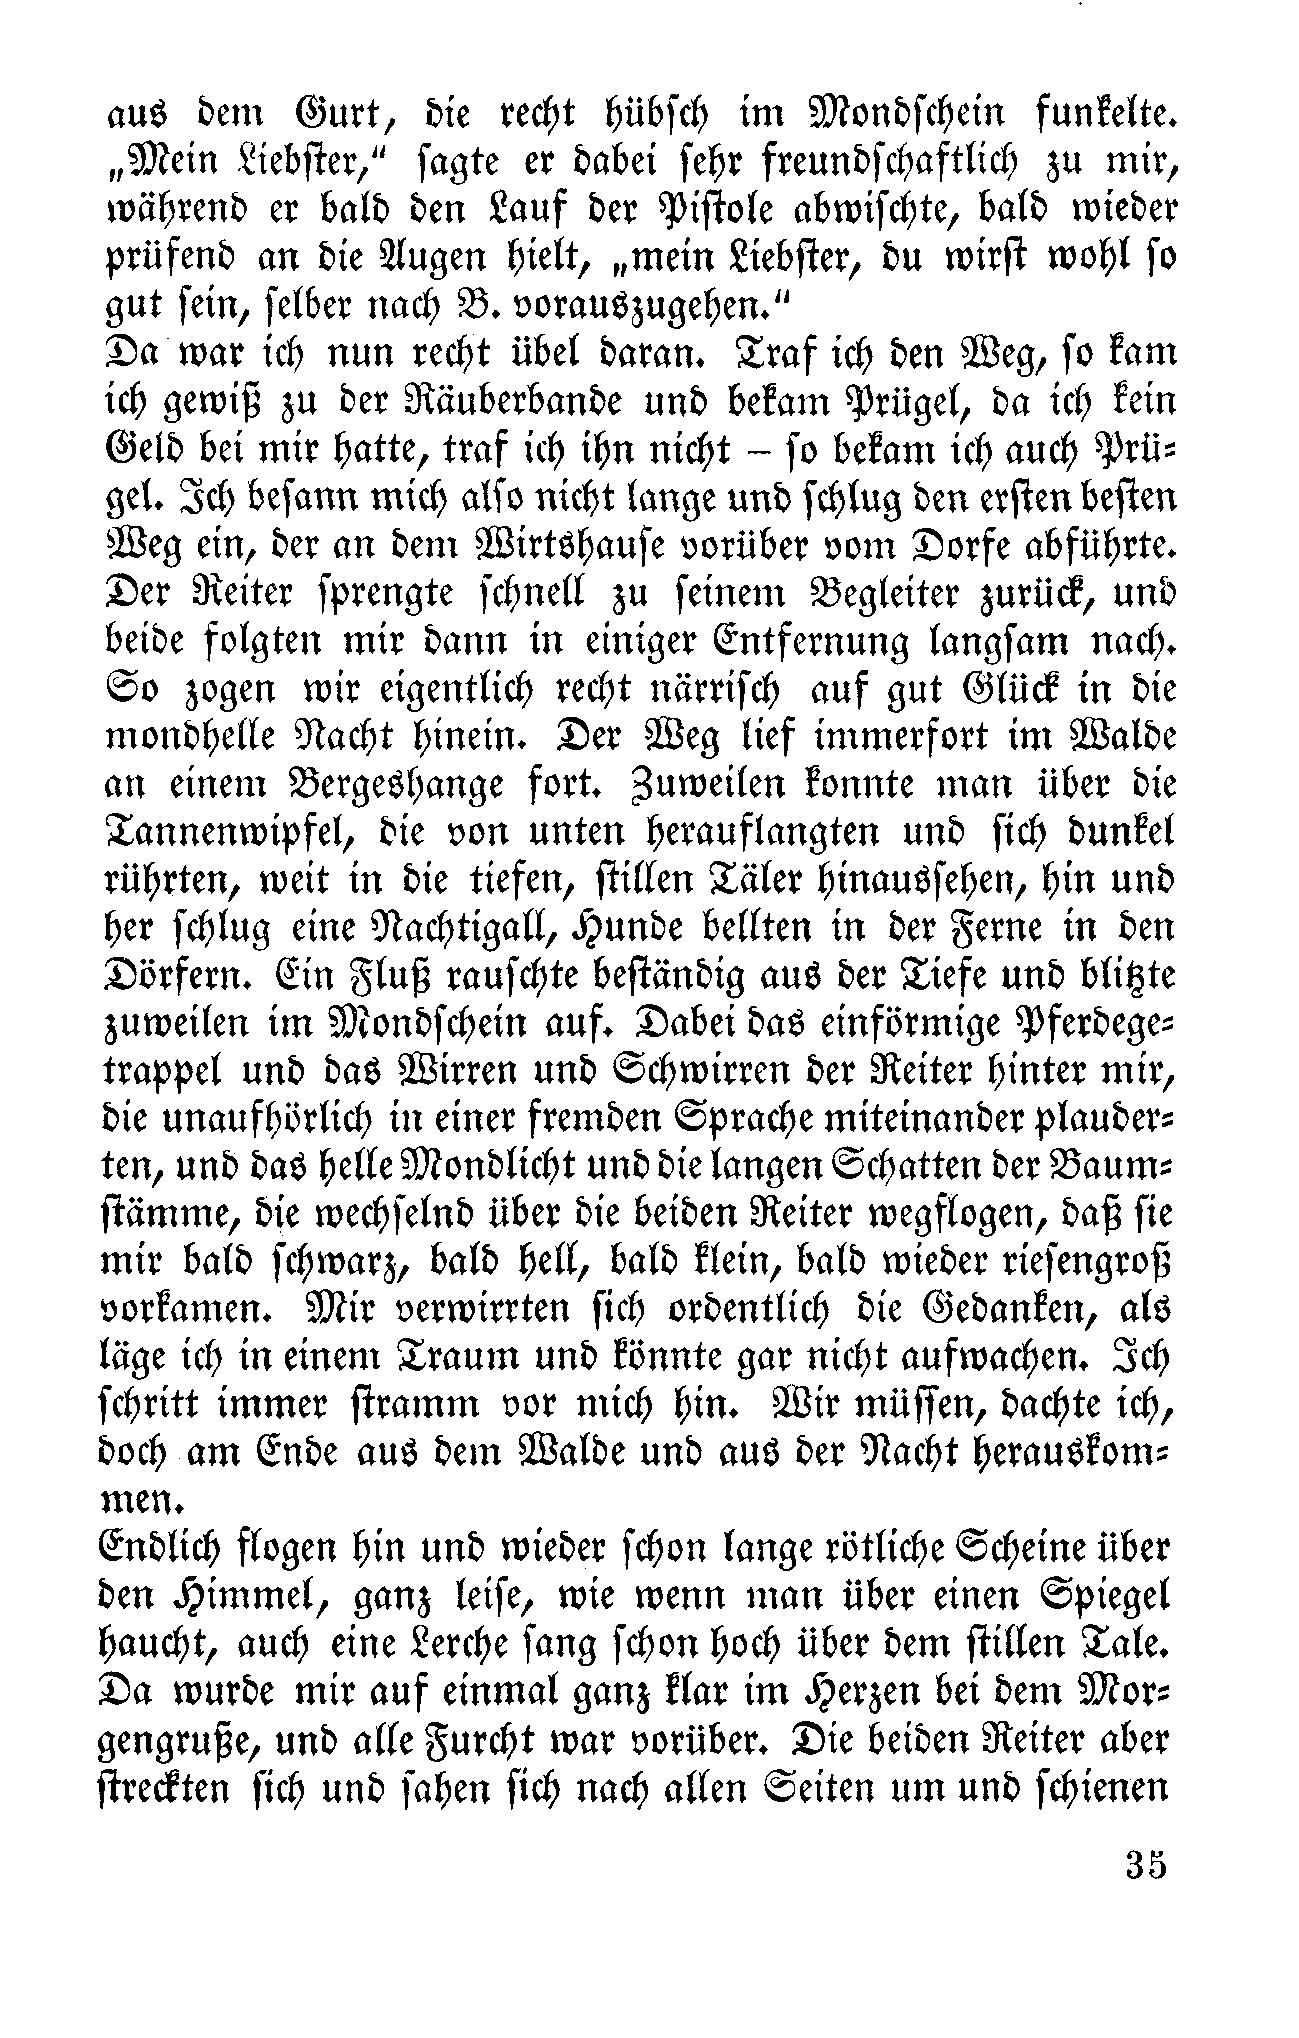 aus dem Gurt, die recht hübsch im Mondschein funkelte.
„Mein Liebster,“ sagte er dabei sehr freundschaftlich zu mir,
während er bald den Lauf der Pistole abwischte, bald wieder
prüfend an die Augen hielt, „mein Liebster, du wirst wohl so
gut sein, selber nach B. vorauszugehen.“
Da war ich nun recht übel daran. Traf ich den Weg, so kam
ich gewiß zu der Räuberbande und bekam Prügel, da ich kein
Geld bei mir hatte, traf ich ihn nicht – so bekam ich auch Prü-
gel. Ich besann mich also nicht lange und schlug den ersten besten
Weg ein, der an dem Wirtshause vorüber vom Dorfe abführte.
Der Reiter sprengte schnell zu seinem Begleiter zurück, und
beide folgten mir dann in einiger Entfernung langsam nach.
So zogen wir eigentlich recht närrisch auf gut Glück in die
mondhelle Nacht hinein. Der Weg lief immerfort im Walde
an einem Bergeshange fort. Zuweilen konnte man über die
Tannenwipfel, die von unten herauflangten und sich dunkel
rührten, weit in die tiefen, stillen Täler hinaussehen, hin und
her schlug eine Nachtigall, Hunde bellten in der Ferne in den
Dörfern. Ein Fluß rauschte beständig aus der Tiefe und blitzte
zuweilen im Mondschein auf. Dabei das einförmige Pferdege-
trappel und das Wirren und Schwirren der Reiter hinter mir,
die unaufhörlich in einer fremden Sprache miteinander plauder-
ten, und das helle Mondlicht und die langen Schatten der Baum-
stämme, die wechselnd über die beiden Reiter wegflogen, daß sie
mir bald schwarz, bald hell, bald klein, bald wieder riesengroß
vorkamen. Mir verwirrten sich ordentlich die Gedanken, als
läge ich in einem Traum und könnte gar nicht aufwachen. Ich
schritt immer stramm vor mich hin. Wir müssen, dachte ich,
doch am Ende aus dem Walde und aus der Nacht herauskom-
men.
Endlich flogen hin und wieder schon lange rötliche Scheine über
den Himmel, ganz leise, wie wenn man über einen Spiegel
haucht, auch eine Lerche sang schon hoch über dem stillen Tale.
Da wurde mir auf einmal ganz klar im Herzen bei dem Mor-
gengruße, und alle Furcht war vorüber. Die beiden Reiter aber
streckten sich und sahen sich nach allen Seiten um und schienen
35